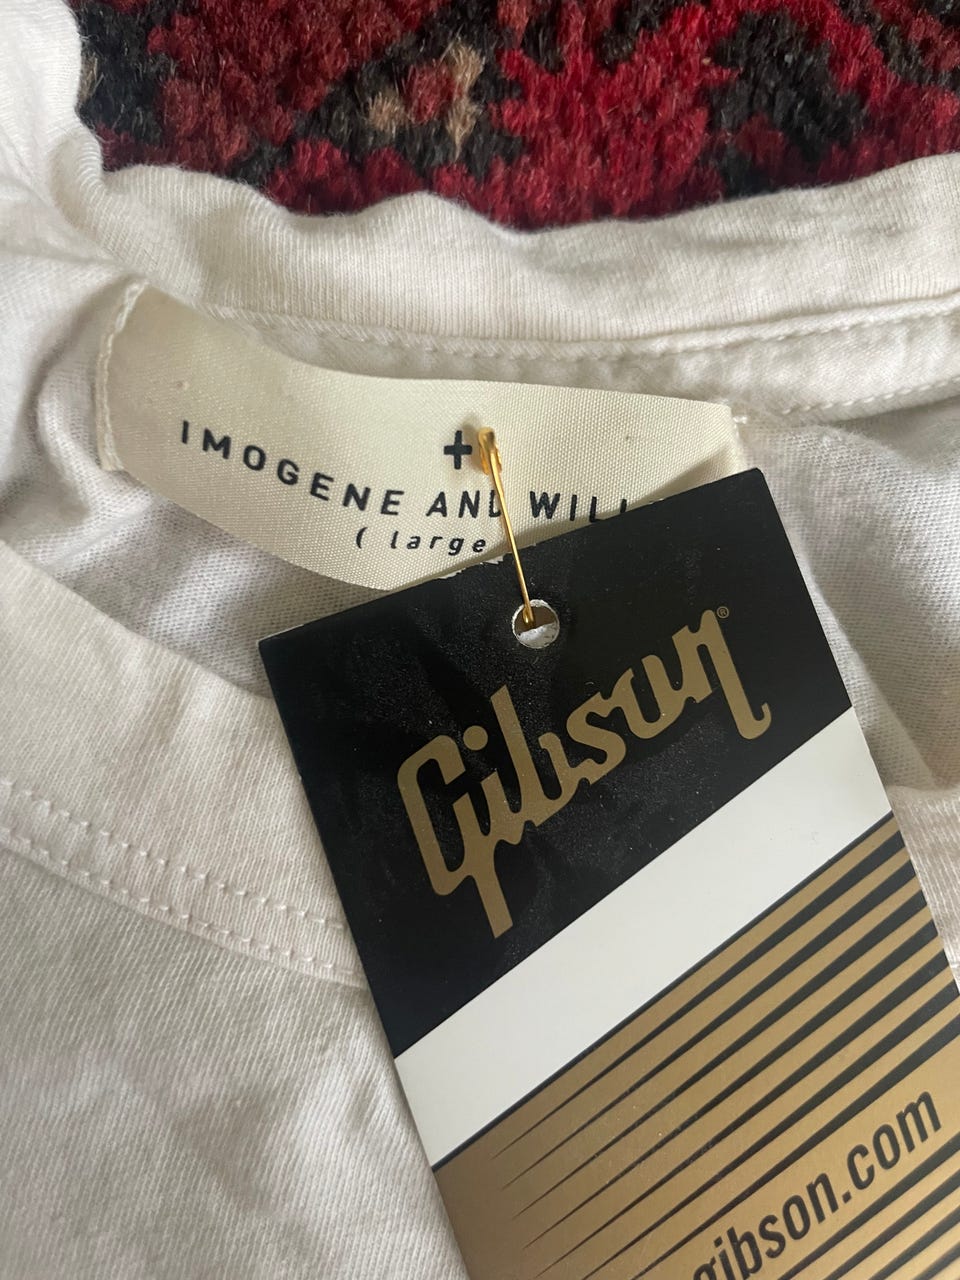 +
IMOGENE AND WILL
( large
Gibson®
gibson.com